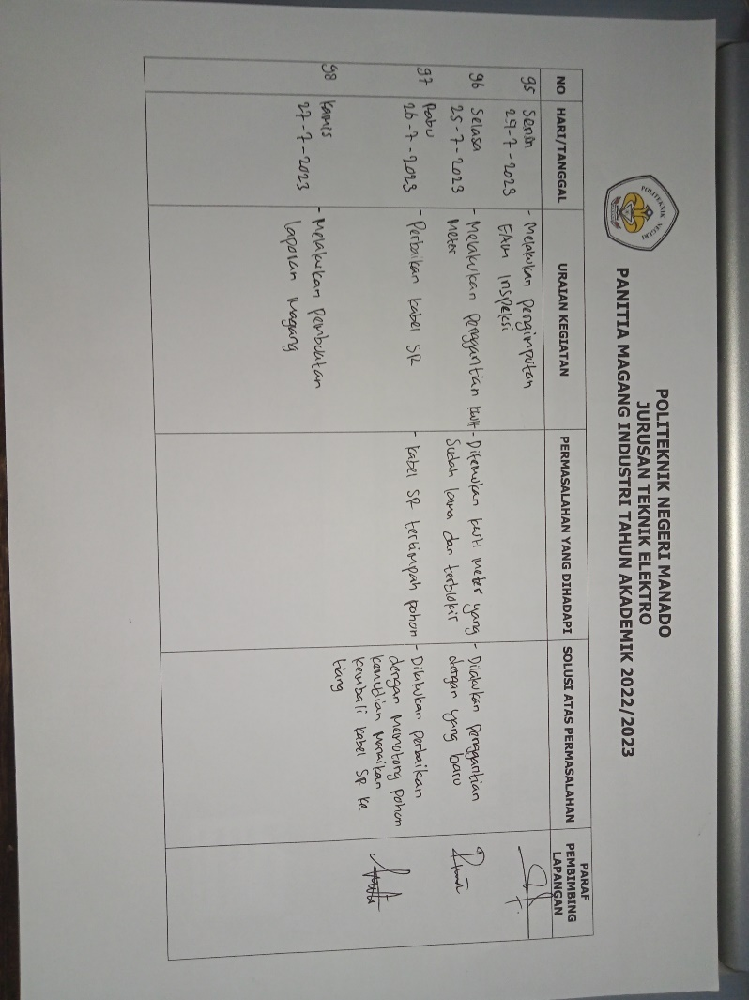 POLITEKNIK NEGERI
POLITEKNIK NEGERI MANADO
JURUSAN TEKNIK ELEKTRO
PANITIA MAGANG INDUSTRI TAHUN AKADEMIK 2022/2023
NO HARI/TANGGAL URAIAN KEGIATAN PERMASALAHAN YANG DIHADAPI SOLUSI ATAS PERMASALAHAN PARAF PEMBIMBING LAPANGAN
95 Senin
29-7-2023
- Melakukan pengimputan
EAM Inspeksi
96 Selasa
25-7-2023
- Melakukan penggantian kwh
Meter
- Ditemukan kwh meter yang
Sudah lama dan terblokir
- Dilakukan penggantian
dengan yang baru
97 Rabu
26-7-2023
- Perbaikan kabel SR
- kabel SR tertimpah pohon
- Dilakukan perbaikan
dengan memotong pohon
kemudian menaikan
kembali kabel SR ke
tiang
98 Kamis
27-7-2023
- Melakukan pembuatan
laporan magang